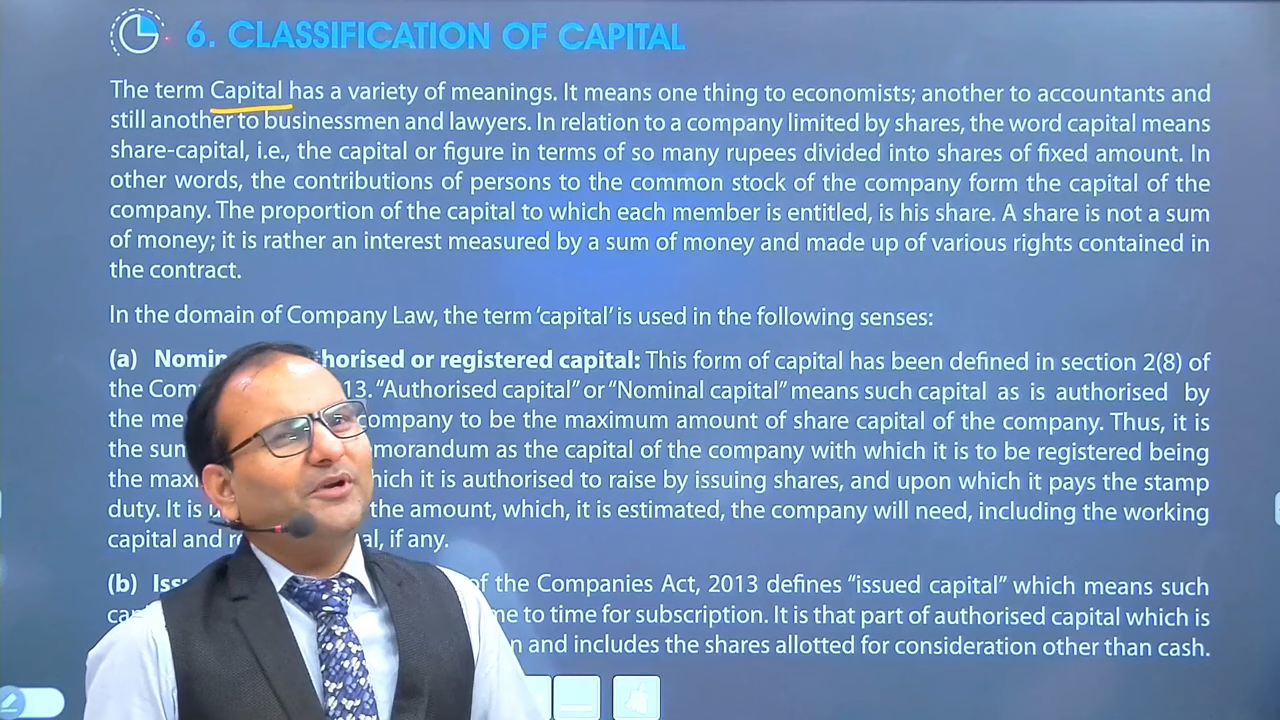 6. CLASSIFICATION OF CAPITAL
The term Capital has a variety of meanings. It means one thing to economists; another to accountants and
still another to businessmen and lawyers. In relation to a company limited by shares, the word capital means
share-capital, i.e., the capital or figure in terms of so many rupees divided into shares of fixed amount. In
other words, the contributions of persons to the common stock of the company form the capital of the
company. The proportion of the capital to which each member is entitled, is his share. A share is not a sum
of money; it is rather an interest measured by a sum of money and made up of various rights contained in
the contract.
In the domain of Company Law, the term ‘capital’ is used in the following senses:
(a) or registered capital: This form of capital has been defined in section 2(8) of
the 13. “Authorised capital” or “Nominal capital” means such capital as is authorised by
the company to be the maximum amount of share capital of the company. Thus, it is
the as the capital of the company with which it is to be registered being
the it is authorised to raise by issuing shares, and upon which it pays the stamp
duty. It is the amount, which, it is estimated, the company will need, including the working
capital and if any.
(b) of the Companies Act, 2013 defines “issued capital” which means such
to time for subscription. It is that part of authorised capital which is
and includes the shares allotted for consideration other than cash.